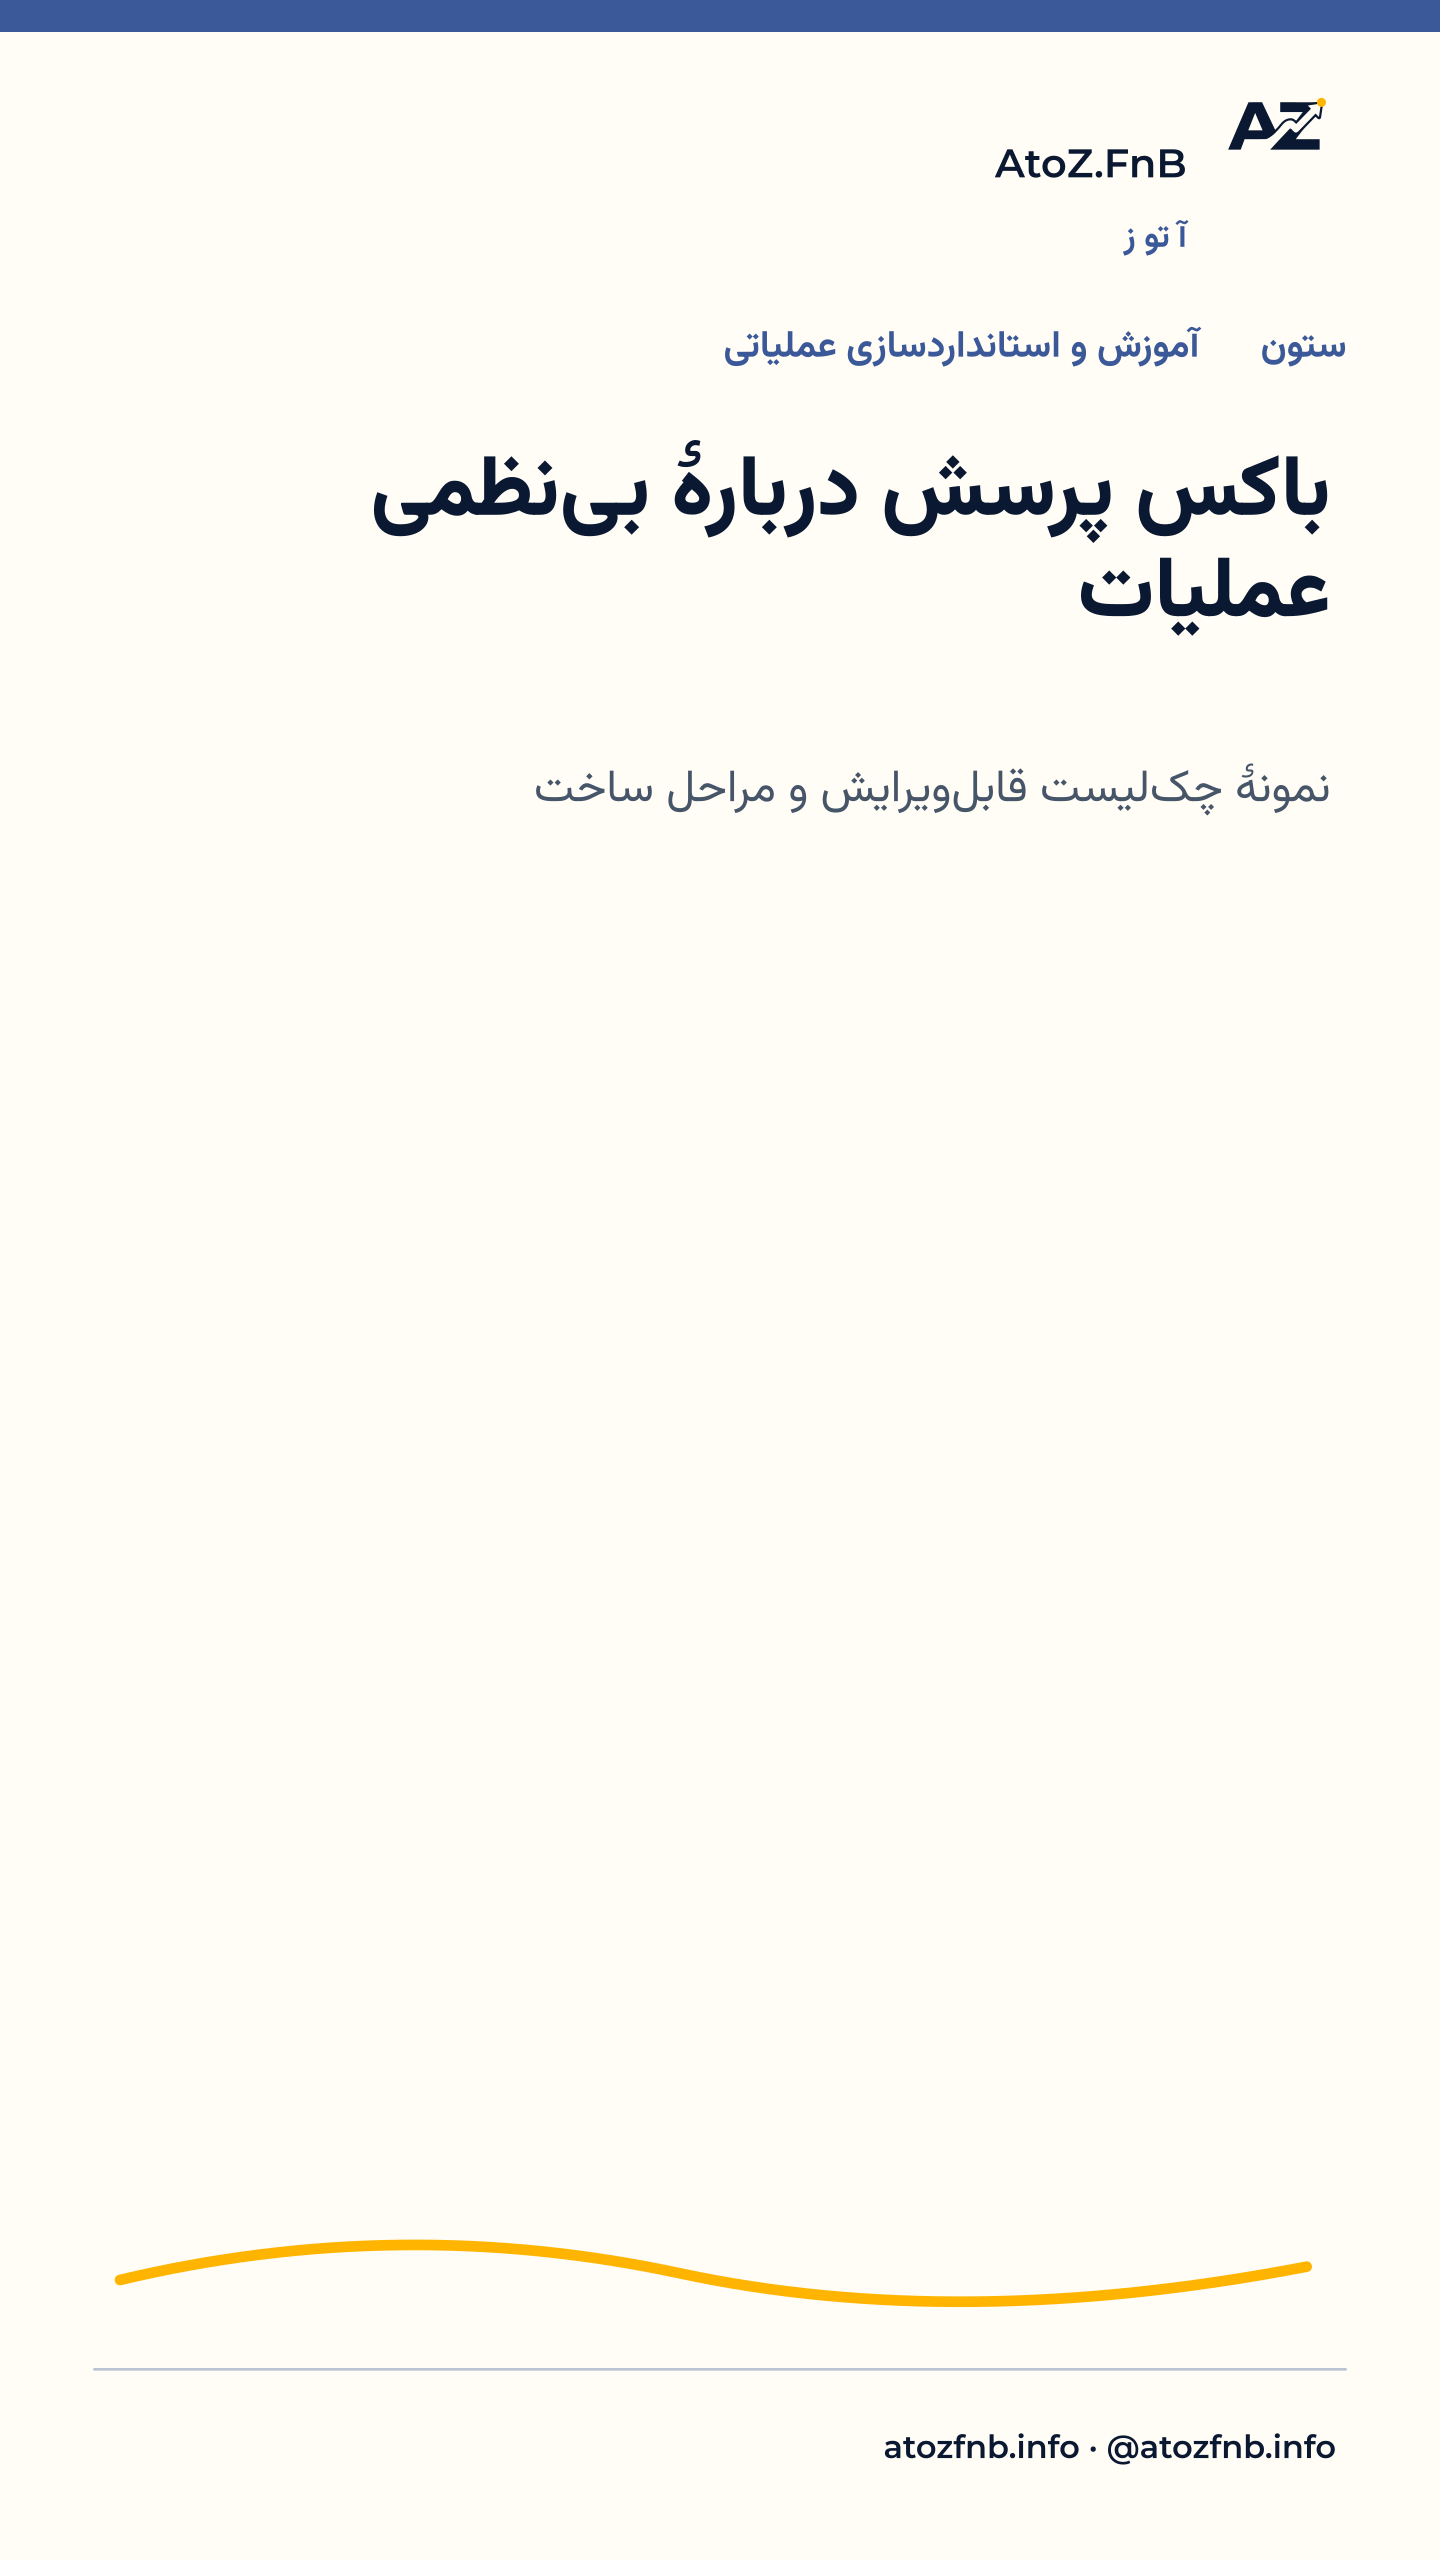 AZ
AtoZ.FnB
آ تو ز
ستون آموزش و استانداردسازی عملیاتی
باکس پرسش دربارهٔ بی‌نظمی
عملیات
نمونهٔ چک‌لیست قابل‌ویرایش و مراحل ساخت
atozfnb.info · @atozfnb.info